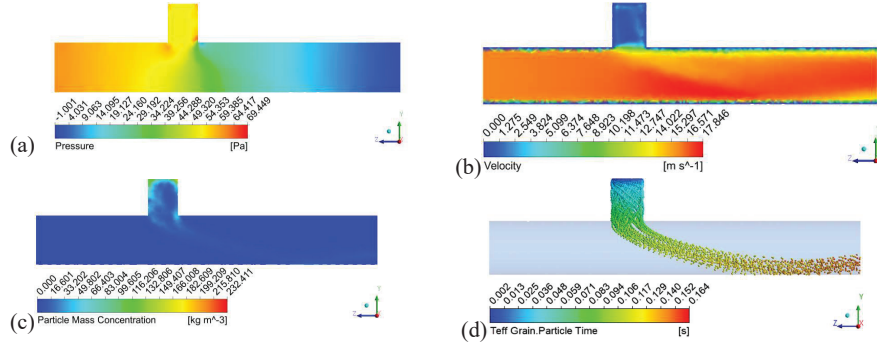 -1.001 4.031 9.063 14.095 19.127 24.160 29.192 34.224 39.256 44.288 49.320 54.353 59.385 64.417 69.449
Pressure [Pa]
(a)
Y
Z X
0.000 1.275 2.549 3.824 5.099 6.374 7.648 8.923 10.198 11.473 12.747 14.022 15.297 16.571 17.846
Velocity [m s^-1]
(b)
Y
Z X
0.000 16.601 33.202 49.802 66.403 83.004 99.605 116.206 132.806 149.407 166.008 182.609 199.209 215.810 232.411
Particle Mass Concentration [kg m^-3]
(c)
Y
Z X
0.002 0.013 0.025 0.036 0.048 0.059 0.071 0.083 0.094 0.106 0.117 0.129 0.140 0.152 0.164
Teff Grain.Particle Time [s]
(d)
Y
Z X